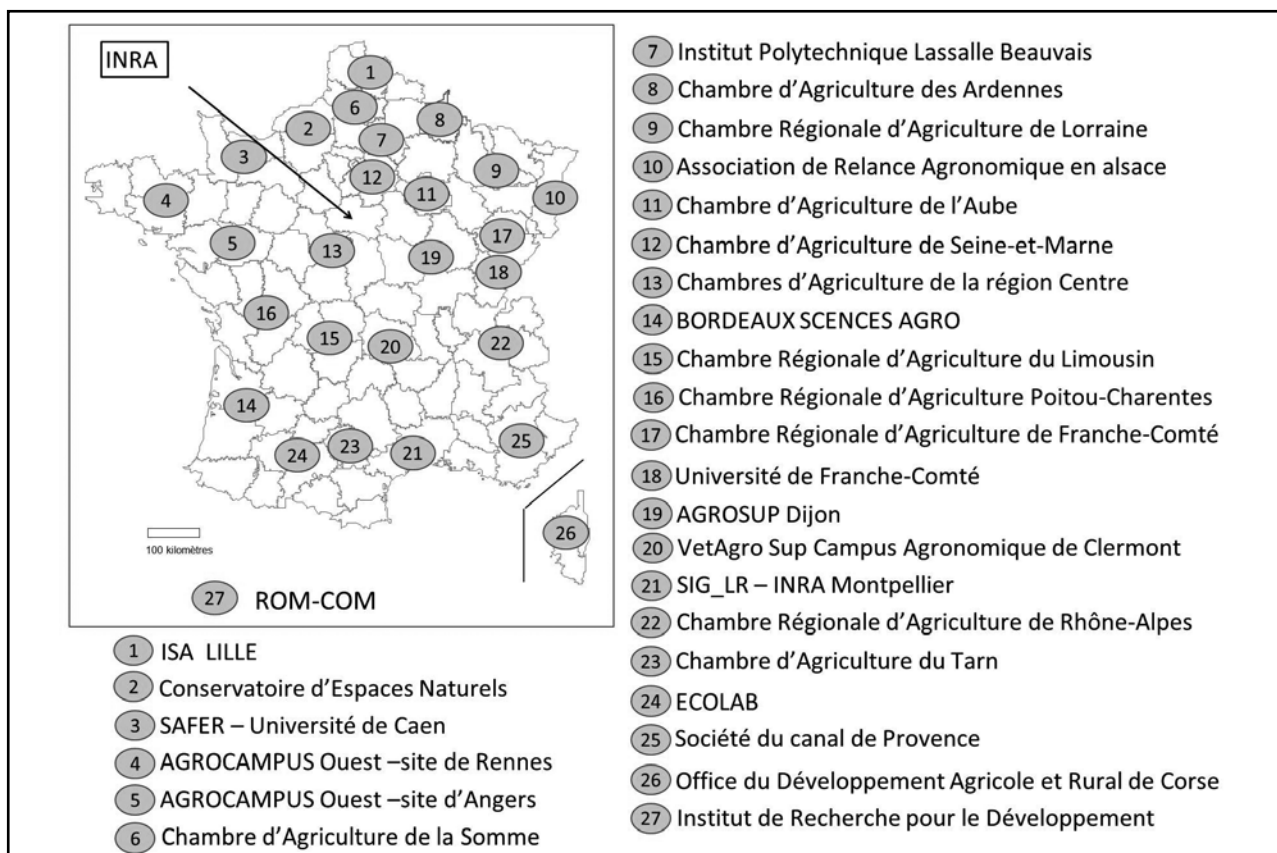 INRA
1
6
2
7
8
3
12
9
4
11
10
5
13
19
17
18
16
15
20
22
14
24
23
21
25
26
100 kilomètres
27 ROM-COM
1 ISA LILLE
2 Conservatoire d'Espaces Naturels
3 SAFER – Université de Caen
4 AGROCAMPUS Ouest –site de Rennes
5 AGROCAMPUS Ouest –site d'Angers
6 Chambre d'Agriculture de la Somme
7 Institut Polytechnique Lassalle Beauvais
8 Chambre d'Agriculture des Ardennes
9 Chambre Régionale d'Agriculture de Lorraine
10 Association de Relance Agronomique en alsace
11 Chambre d'Agriculture de l'Aube
12 Chambre d'Agriculture de Seine-et-Marne
13 Chambres d'Agriculture de la région Centre
14 BORDEAUX SCENCES AGRO
15 Chambre Régionale d'Agriculture du Limousin
16 Chambre Régionale d'Agriculture Poitou-Charentes
17 Chambre Régionale d'Agriculture de Franche-Comté
18 Université de Franche-Comté
19 AGROSUP Dijon
20 VetAgro Sup Campus Agronomique de Clermont
21 SIG_LR – INRA Montpellier
22 Chambre Régionale d'Agriculture de Rhône-Alpes
23 Chambre d'Agriculture du Tarn
24 ECOLAB
25 Société du canal de Provence
26 Office du Développement Agricole et Rural de Corse
27 Institut de Recherche pour le Développement